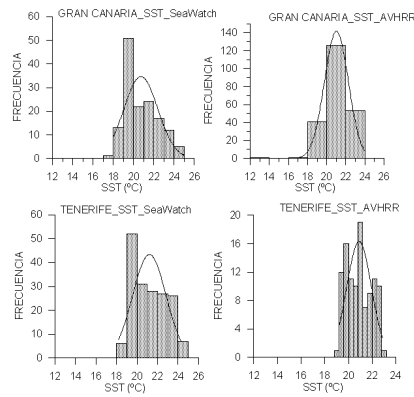 GRAN CANARIA_SST_SeaWatch
60
50
40
30
20
10
0
FRECUENCIA
12 14 16 18 20 22 24 26
SST (ºC)
GRAN CANARIA_SST_AVHRR
140
120
100
80
60
40
20
0
FRECUENCIA
12 14 16 18 20 22 24 26
SST (ºC)
TENERIFE_SST_SeaWatch
60
50
40
30
20
10
0
FRECUENCIA
12 14 16 18 20 22 24 26
SST (ºC)
TENERIFE_SST_AVHRR
20
16
12
8
4
0
FRECUENCIA
12 14 16 18 20 22 24 26
SST (ºC)